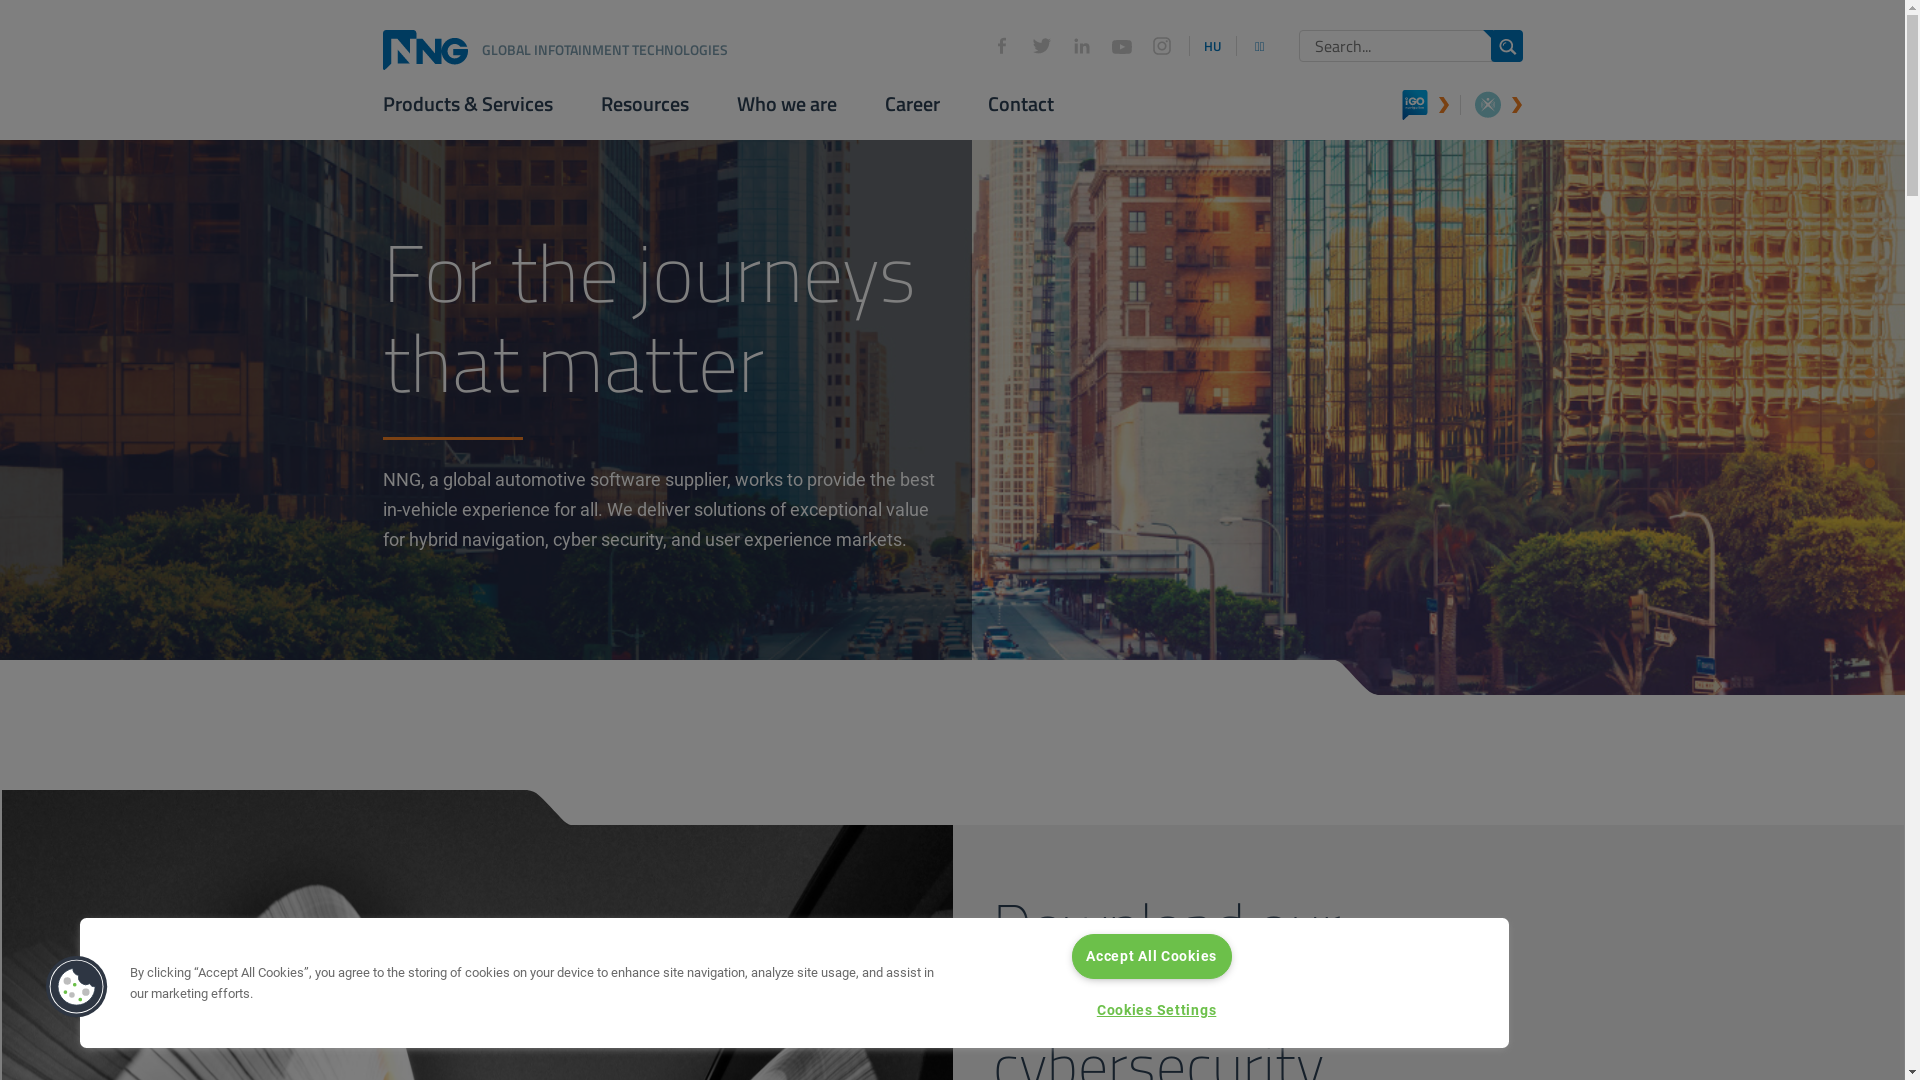 NNG GLOBAL INFOTAINMENT TECHNOLOGIES
HU
Search...
Products & Services
Resources
Who we are
Career
Contact
iGO
For the journeys
that matter
NNG, a global automotive software supplier, works to provide the best
in-vehicle experience for all. We deliver solutions of exceptional value
for hybrid navigation, cyber security, and user experience markets.
Download our
cybersecurity
By clicking “Accept All Cookies”, you agree to the storing of cookies on your device to enhance site navigation, analyze site usage, and assist in
our marketing efforts.
Accept All Cookies
Cookies Settings